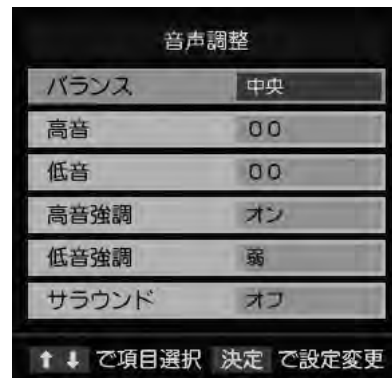 音声調整
バランス 中央
高音 00
低音 00
高音強調 オン
低音強調 弱
サラウンド オフ
↑ ↓ で項目選択 決定 で設定変更